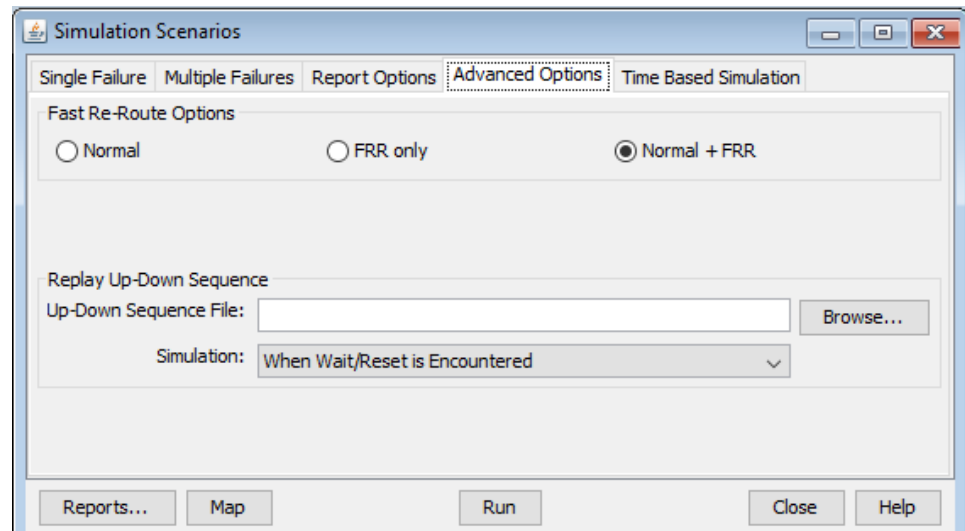 Simulation Scenarios
Single Failure Multiple Failures Report Options Advanced Options Time Based Simulation
Fast Re-Route Options
Normal FRR only Normal + FRR
Replay Up-Down Sequence
Up-Down Sequence File: Browse...
Simulation: When Wait/Reset is Encountered
Reports... Map Run Close Help